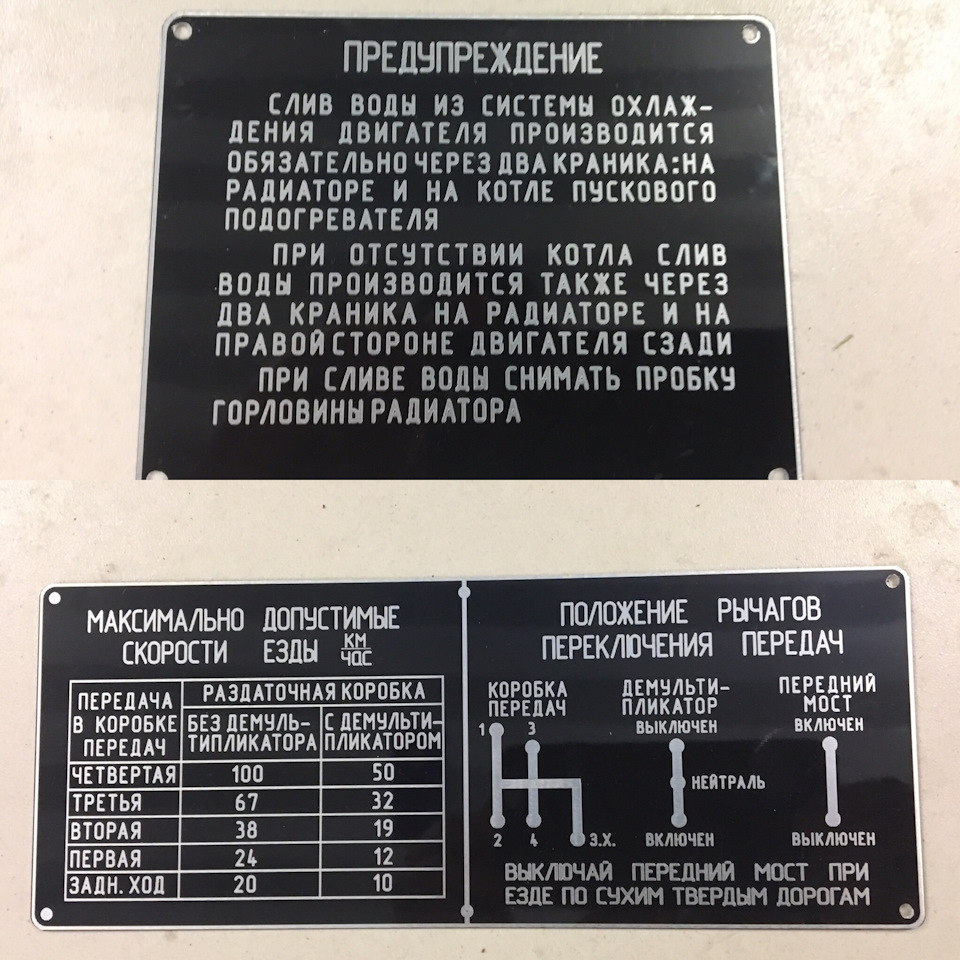 ПРЕДУПРЕЖДЕНИЕ
СЛИВ ВОДЫ ИЗ СИСТЕМЫ ОХЛАЖ-
ДЕНИЯ ДВИГАТЕЛЯ ПРОИЗВОДИТСЯ
ОБЯЗАТЕЛЬНО ЧЕРЕЗ ДВА КРАНИКА: НА
РАДИАТОРЕ И НА КОТЛЕ ПУСКОВОГО
ПОДОГРЕВАТЕЛЯ
ПРИ ОТСУТСТВИИ КОТЛА СЛИВ
ВОДЫ ПРОИЗВОДИТСЯ ТАКЖЕ ЧЕРЕЗ
ДВА КРАНИКА НА РАДИАТОРЕ И НА
ПРАВОЙ СТОРОНЕ ДВИГАТЕЛЯ СЗАДИ
ПРИ СЛИВЕ ВОДЫ СНИМАТЬ ПРОБКУ
ГОРЛОВИНЫ РАДИАТОРА
МАКСИМАЛЬНО ДОПУСТИМЫЕ
СКОРОСТИ ЕЗДЫ КМ/ЧАС
ПЕРЕДАЧА В КОРОБКЕ ПЕРЕДАЧ
РАЗДАТОЧНАЯ КОРОБКА
БЕЗ ДЕМУЛЬ-
ТИПЛИКАТОРА
С ДЕМУЛЬТИ-
ПЛИКАТОРОМ
ЧЕТВЕРТАЯ 100 50
ТРЕТЬЯ 67 32
ВТОРАЯ 38 19
ПЕРВАЯ 24 12
ЗАДН. ХОД 20 10
ПОЛОЖЕНИЕ РЫЧАГОВ
ПЕРЕКЛЮЧЕНИЯ ПЕРЕДАЧ
КОРОБКА
ПЕРЕДАЧ
1 3
2 4 З.Х.
ДЕМУЛЬТИ-
ПЛИКАТОР
ВЫКЛЮЧЕН
НЕЙТРАЛЬ
ВКЛЮЧЕН
ПЕРЕДНИЙ
МОСТ
ВКЛЮЧЕН
ВЫКЛЮЧЕН
ВЫКЛЮЧАЙ ПЕРЕДНИЙ МОСТ ПРИ
ЕЗДЕ ПО СУХИМ ТВЕРДЫМ ДОРОГАМ